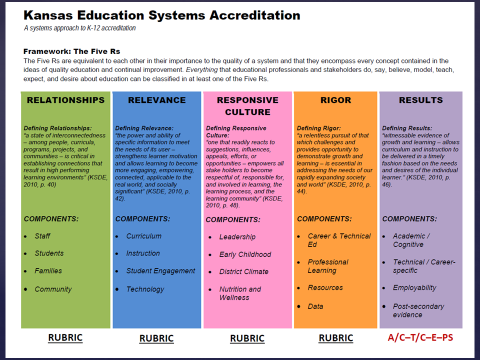 Kansas Education Systems Accreditation
A systems approach to K-12 accreditation
Framework: The Five Rs
The Five Rs are equivalent to each other in their importance to the quality of a system and that they encompass every concept contained in the
ideas of quality education and continual improvement. Everything that educational professionals and stakeholders do, say, believe, model, teach,
expect, and desire about education can be classified in at least one of the Five Rs.
RELATIONSHIPS
Defining Relationships:
"a state of interconnectedness
– among people, curricula,
programs, projects, and
communities – is critical in
establishing connections that
result in high performing
learning environments" (KSDE,
2010, p. 40)
COMPONENTS:
• Staff
• Students
• Families
• Community
RUBRIC
RELEVANCE
Defining Relevance:
"the power and ability of
specific information to meet
the needs of its user –
strengthens learner motivation
and allows learning to become
more engaging, empowering,
connected, applicable to the
real world, and socially
significant" (KSDE, 2010, p.
42).
COMPONENTS:
• Curriculum
• Instruction
• Student Engagement
• Technology
RUBRIC
RESPONSIVE
CULTURE
Defining Responsive
Culture:
"one that readily reacts to
suggestions, influences,
appeals, efforts, or
opportunities – empowers all
stake holders to become
respectful of, responsible for,
and involved in, learning, the
learning process, and the
learning community" (KSDE,
2010, p. 48).
COMPONENTS:
• Leadership
• Early Childhood
• District Climate
• Nutrition and
Wellness
RUBRIC
RIGOR
Defining Rigor:
"a relentless pursuit of that
which challenges and
provides opportunity to
demonstrate growth and
learning – is essential in
addressing the needs of our
rapidly expanding society
and world" (KSDE, 2010, p.
44)
COMPONENTS:
• Career & Technical
Ed
• Professional
Learning
• Resources
• Data
RUBRIC
RESULTS
Defining Results:
"witnessable evidence of
growth and learning – allows
curriculum and instruction to
be delivered in a timely
fashion based on the needs
and desires of the individual
learner." (KSDE, 2010, p.
46).
COMPONENTS:
• Academic /
Cognitive
• Technical / Career-
specific
• Employability
• Post-secondary
evidence
A/C–T/C–E–PS